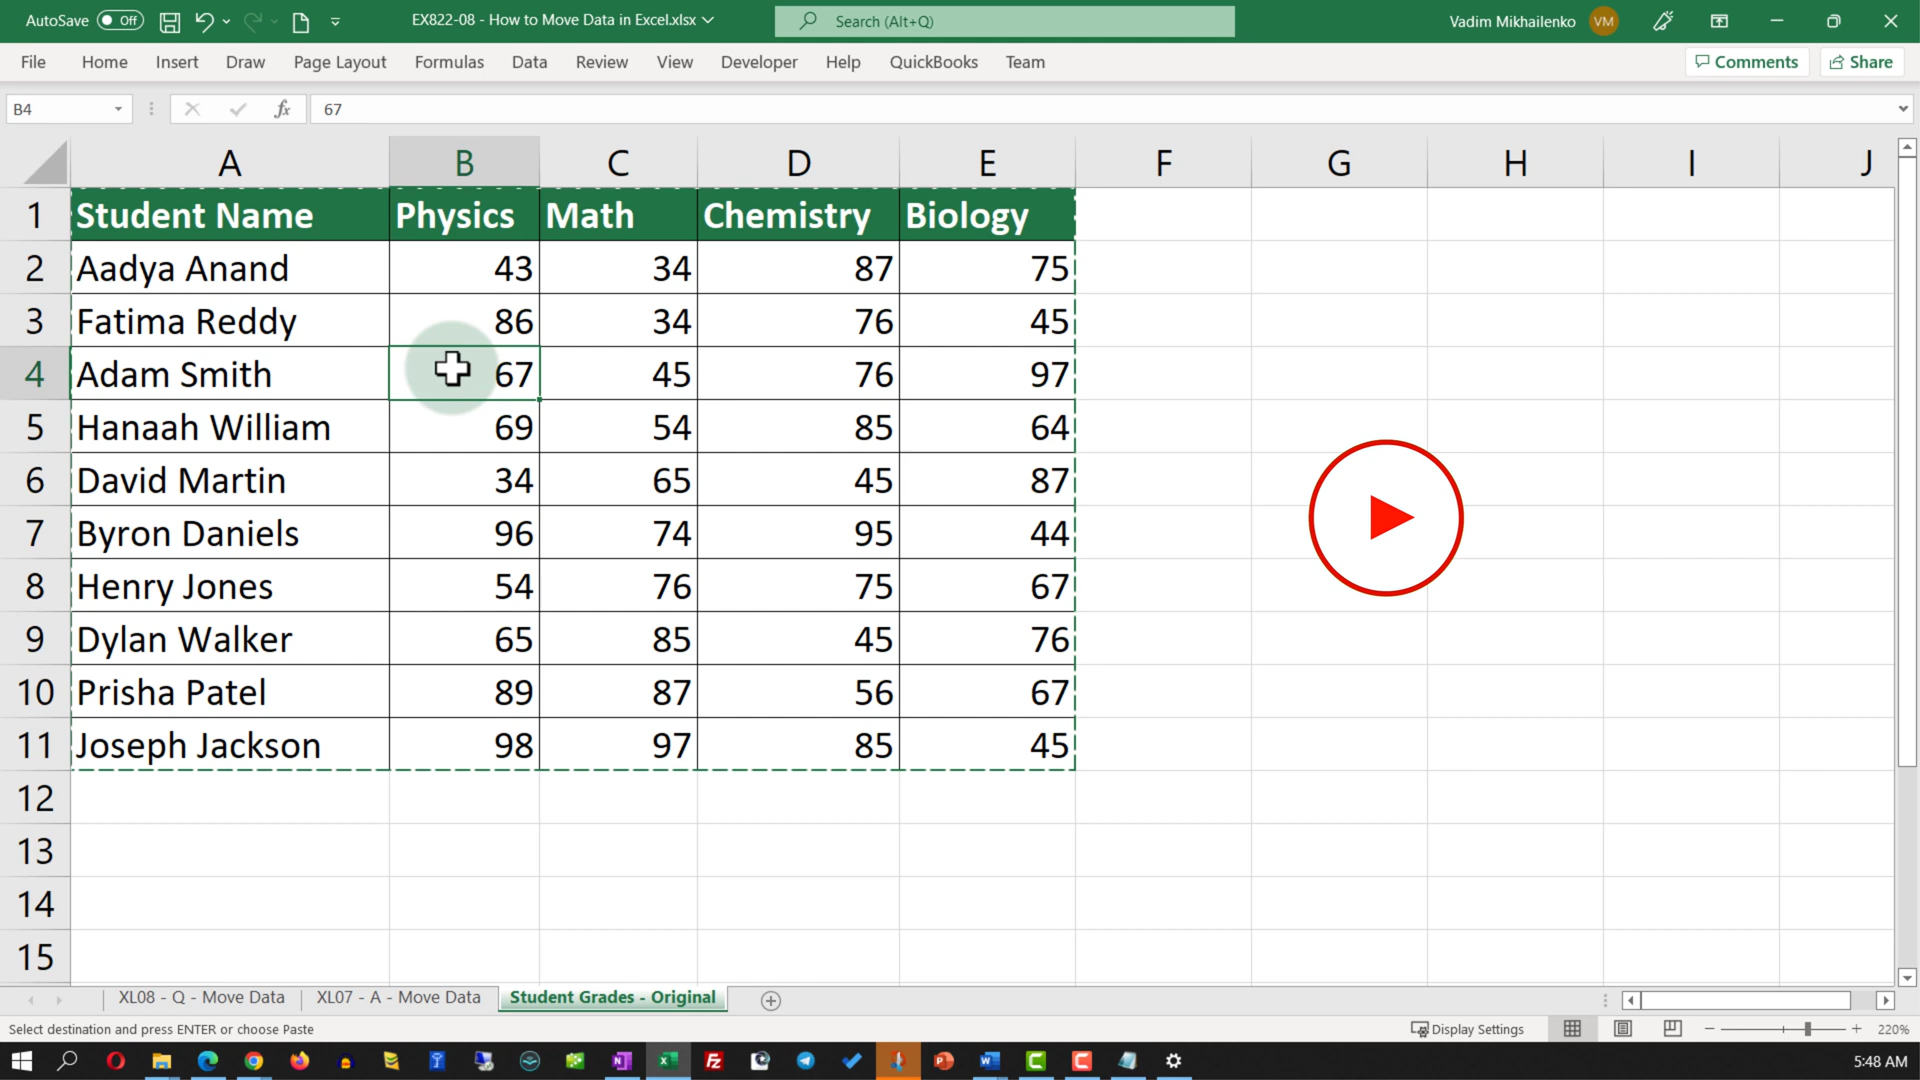 AutoSave Off EX822-08 - How to Move Data in Excel.xlsx Search (Alt+Q) Vadim Mikhailenko VM
File Home Insert Draw Page Layout Formulas Data Review View Developer Help QuickBooks Team Comments Share
B4 fx 67
A B C D E F G H I J
1 Student Name Physics Math Chemistry Biology
2 Aadya Anand 43 34 87 75
3 Fatima Reddy 86 34 76 45
4 Adam Smith 67 45 76 97
5 Hanaah William 69 54 85 64
6 David Martin 34 65 45 87
7 Byron Daniels 96 74 95 44
8 Henry Jones 54 76 75 67
9 Dylan Walker 65 85 45 76
10 Prisha Patel 89 87 56 67
11 Joseph Jackson 98 97 85 45
12
13
14
15
XL08 - Q - Move Data XL07 - A - Move Data Student Grades - Original
Select destination and press ENTER or choose Paste Display Settings 220%
5:48 AM